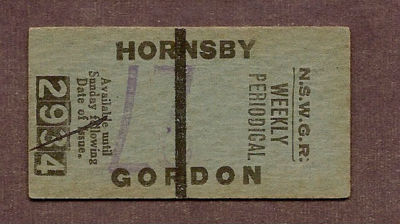 HORNSBY
N.S.W.G.R.
WEEKLY
PERIODICAL
Available until
Sunday following
Date of issue.
2934
GORDON